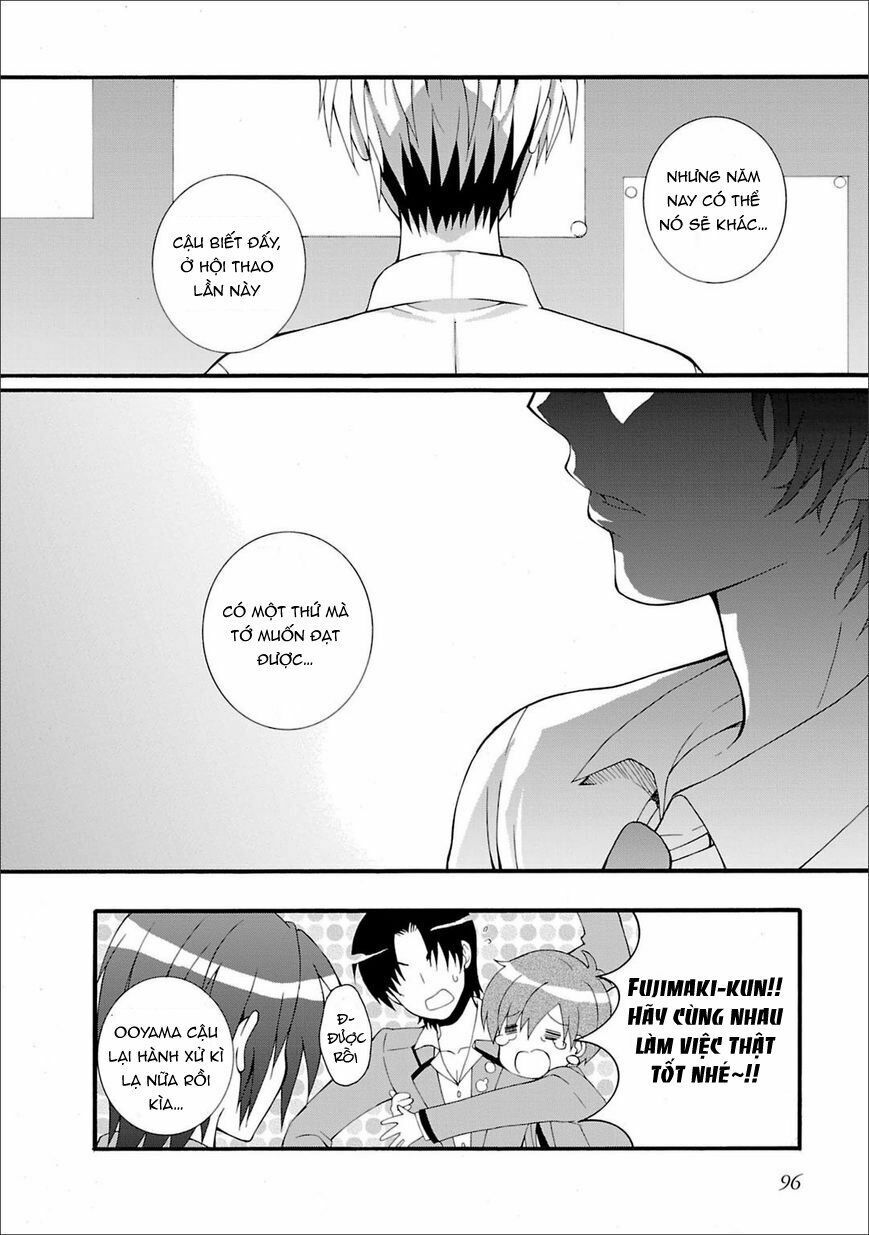 NHƯNG NĂM
NAY CÓ THỂ
NÓ SẼ KHÁC...
CẬU BIẾT ĐẤY,
Ở HỘI THAO
LẦN NÀY
CÓ MỘT THỨ MÀ
TỚ MUỐN ĐẠT
ĐƯỢC...
FUJIMAKI-KUN!!
HÃY CÙNG NHAU
LÀM VIỆC THẬT
TỐT NHÉ~!!
Đ-
ĐƯỢC
RỒI
OOYAMA CẬU
LẠI HÀNH XỬ KÌ
LẠ NỮA RỒI
KÌA...
96